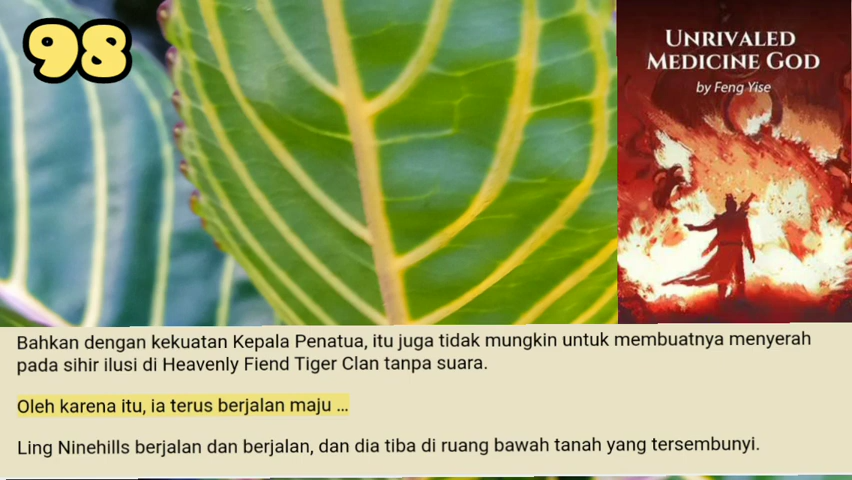 98
UNRIVALED
MEDICINE GOD
by Feng Yise
Bahkan dengan kekuatan Kepala Penatua, itu juga tidak mungkin untuk membuatnya menyerah
pada sihir ilusi di Heavenly Fiend Tiger Clan tanpa suara.
Oleh karena itu, ia terus berjalan maju ...
Ling Ninehills berjalan dan berjalan, dan dia tiba di ruang bawah tanah yang tersembunyi.